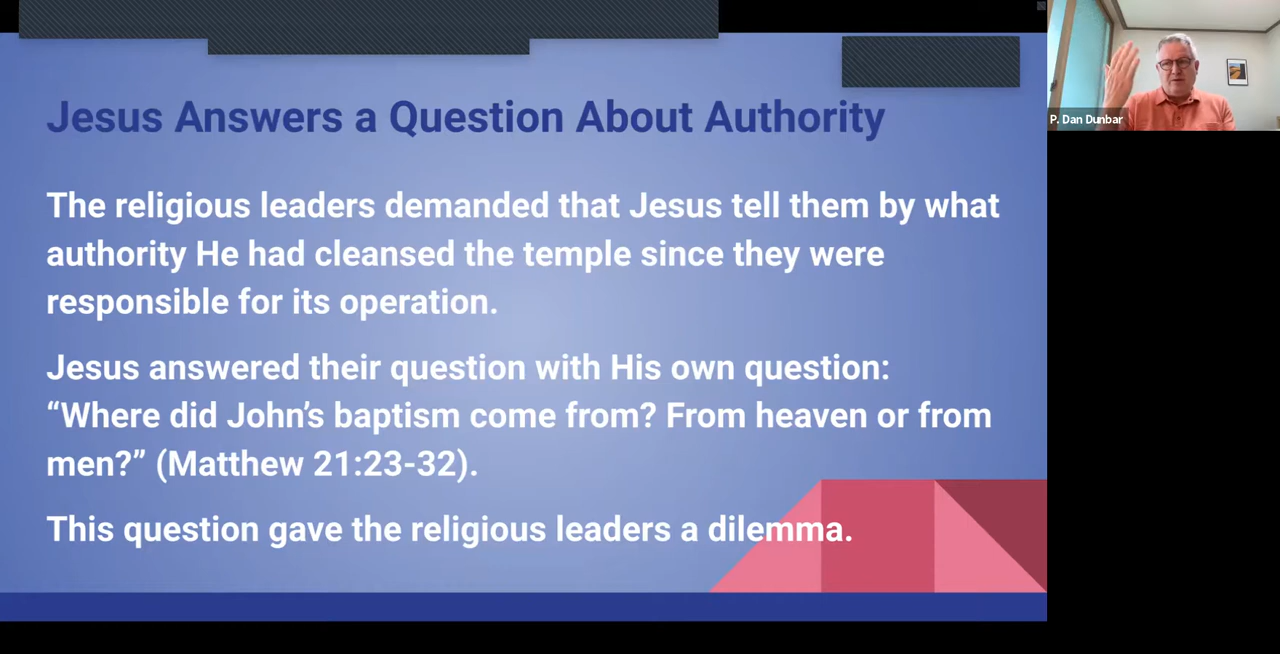 Jesus Answers a Question About Authority
The religious leaders demanded that Jesus tell them by what
authority He had cleansed the temple since they were
responsible for its operation.
Jesus answered their question with His own question:
“Where did John’s baptism come from? From heaven or from
men?” (Matthew 21:23-32).
This question gave the religious leaders a dilemma.
P. Dan Dunbar